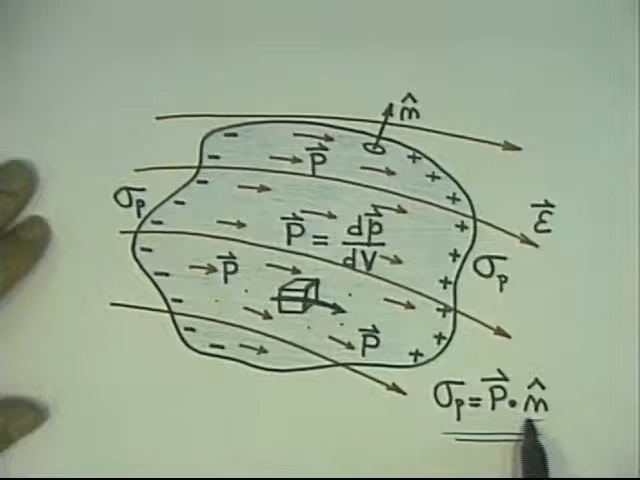 n̂
P⃗
σp
P⃗ = dp⃗/dV
ε⃗
P⃗
σp
P⃗
σp = P⃗ · n̂